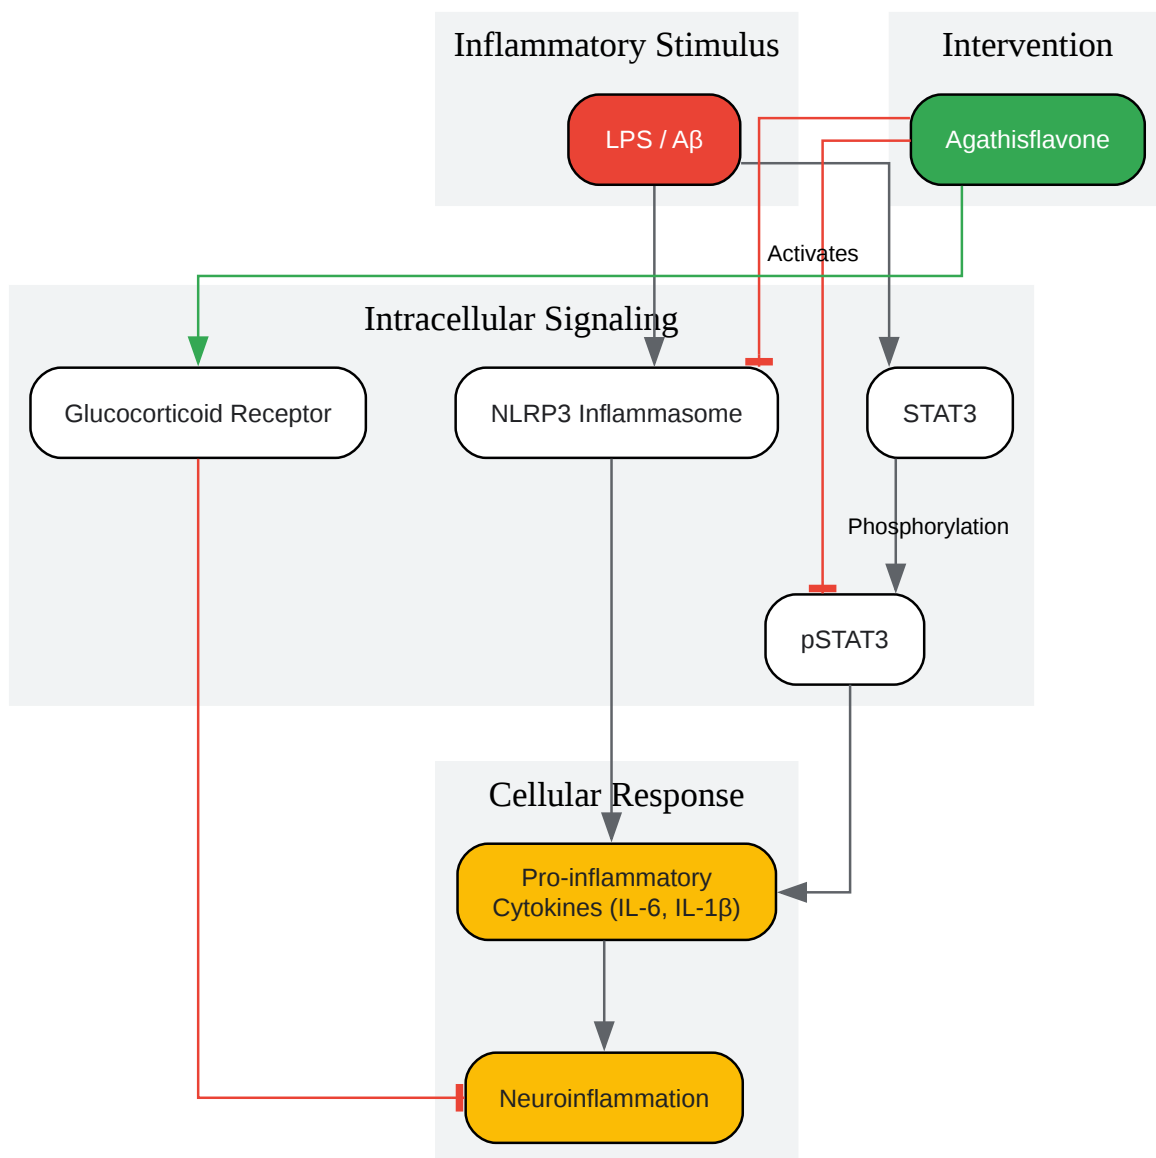 Inflammatory Stimulus
Intervention
LPS / Aβ
Agathisflavone
Activates
Intracellular Signaling
Glucocorticoid Receptor
NLRP3 Inflammasome
STAT3
Phosphorylation
pSTAT3
Cellular Response
Pro-inflammatory
Cytokines (IL-6, IL-1β)
Neuroinflammation